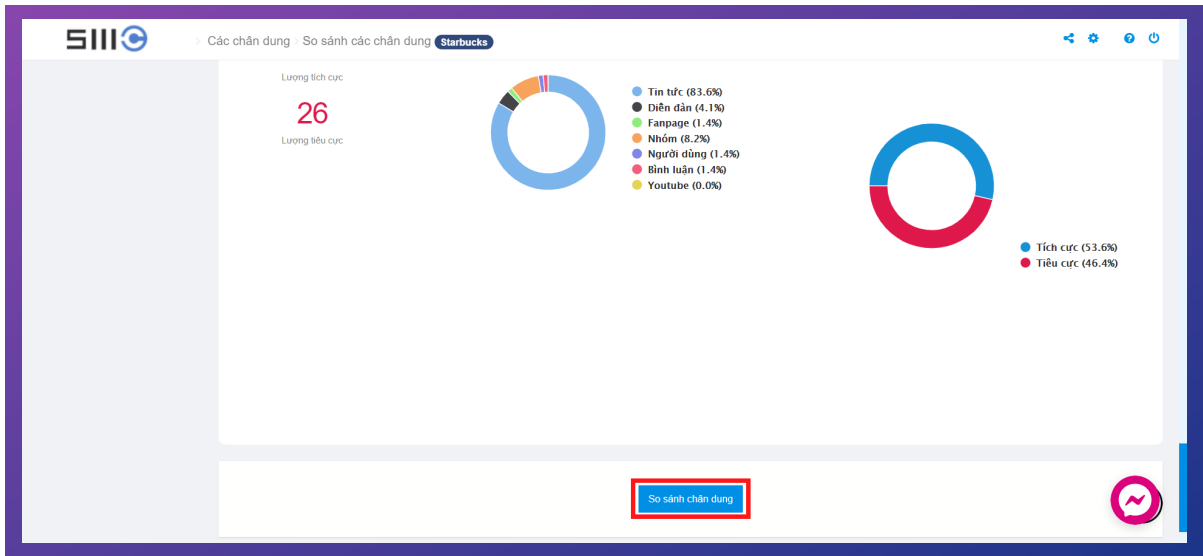 SMCC
Các chân dung > So sánh các chân dung Starbucks
Lượng tích cực
26
Lượng tiêu cực
Tin tức (83.6%)
Diễn đàn (4.1%)
Fanpage (1.4%)
Nhóm (8.2%)
Người dùng (1.4%)
Bình luận (1.4%)
Youtube (0.0%)
Tích cực (53.6%)
Tiêu cực (46.4%)
So sánh chân dung